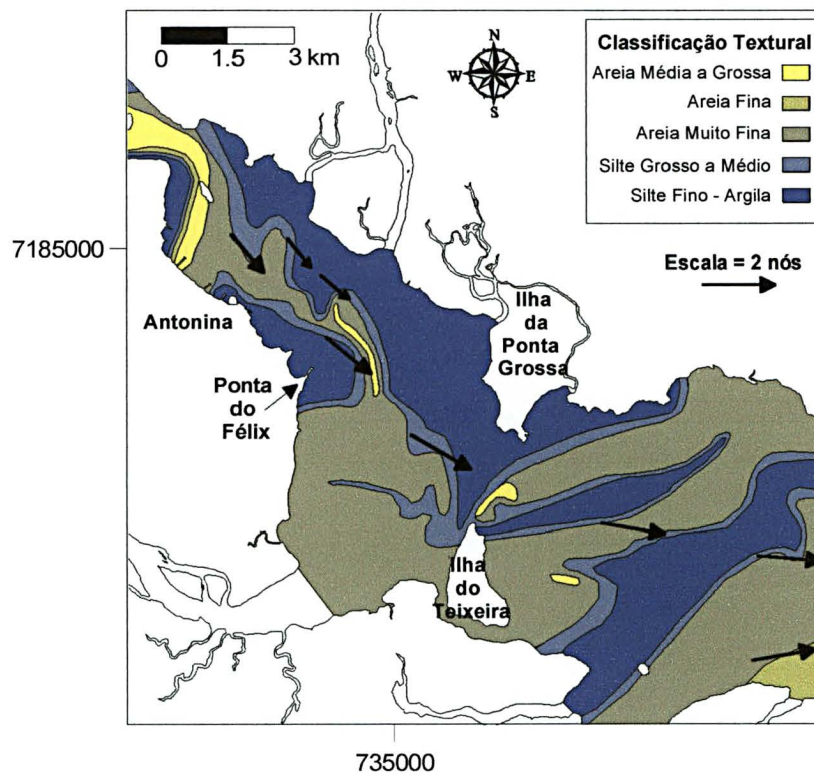 0 1.5 3 km
N
W E
S
Classificação Textural
Areia Média a Grossa
Areia Fina
Areia Muito Fina
Silte Grosso a Médio
Silte Fino - Argila
7185000
Escala = 2 nós
Antonina
Ilha
da
Ponta
Grossa
Ponta
do
Félix
Ilha
do
Teixeira
735000